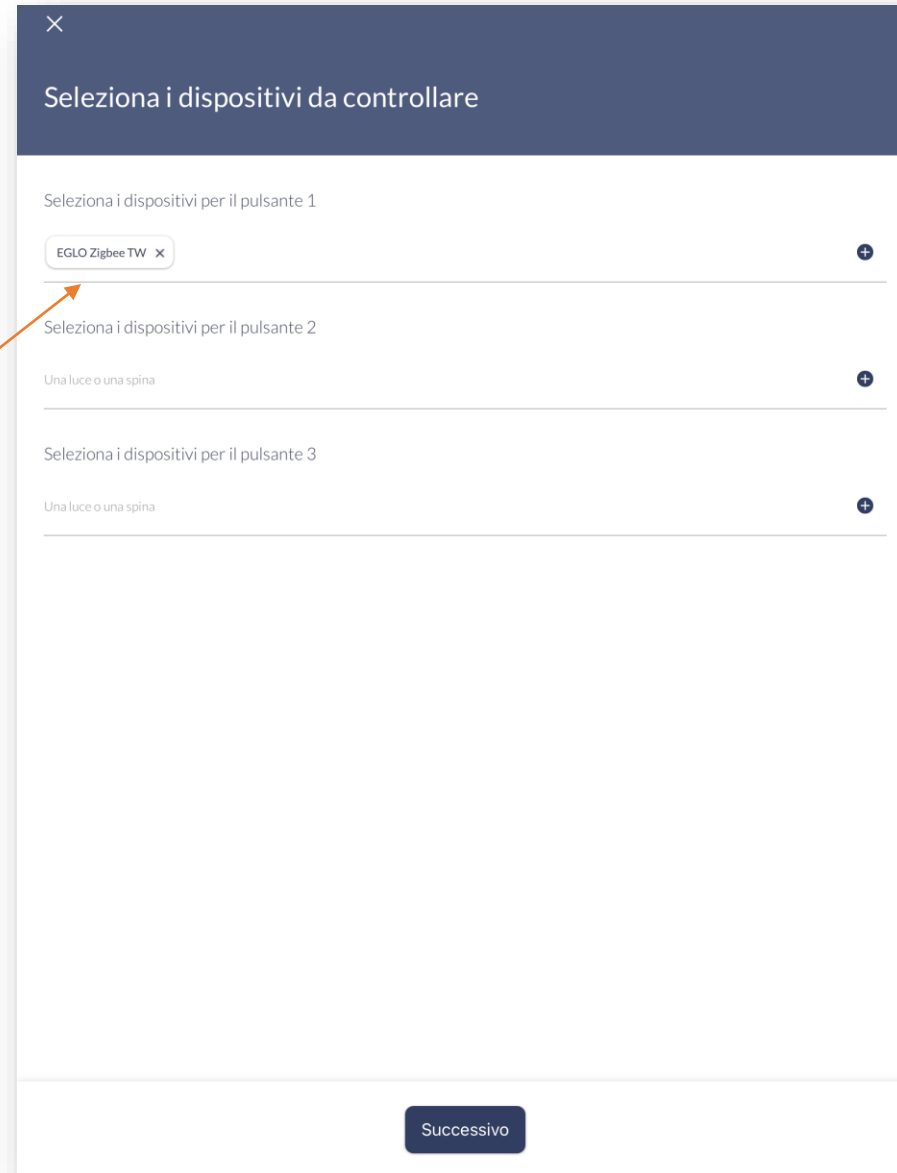 Seleziona i dispositivi da controllare
Seleziona i dispositivi per il pulsante 1
EGLO Zigbee TW
Seleziona i dispositivi per il pulsante 2
Una luce o una spina
Seleziona i dispositivi per il pulsante 3
Una luce o una spina
Successivo